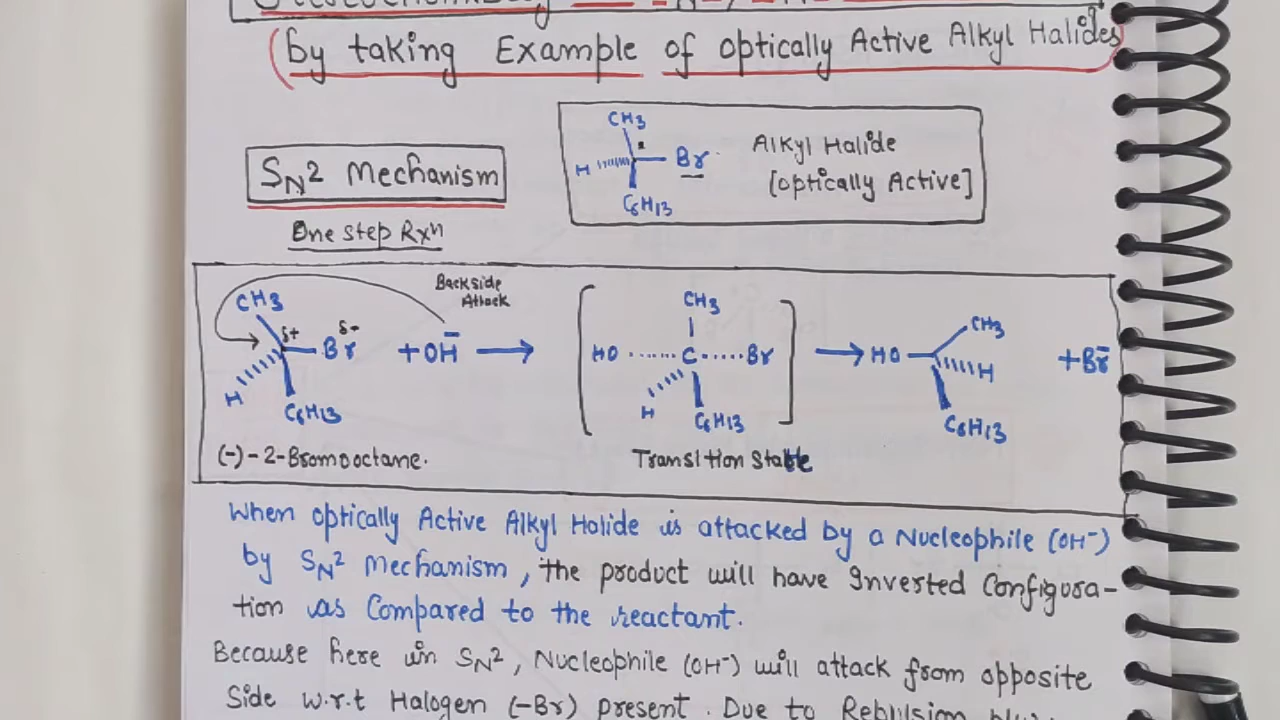 by taking Example of optically Active Alkyl Halides
CH3
H Br
C6H13
Alkyl Halide
[optically Active]
SN2 Mechanism
One step Rxn
Backside
Attack
CH3
δ+ δ-
Br + OH⁻
H
C6H13
(-)-2-Bromooctane.
CH3
HO C Br
H
C6H13
Transition State
CH3
HO H
C6H13
+Br⁻
When optically Active Alkyl Halide is attacked by a Nucleophile (OH⁻)
by SN2 Mechanism, the product will have Inverted Configura-
tion as Compared to the reactant.
Because here in SN2, Nucleophile (OH⁻) will attack from opposite
Side w.r.t Halogen (-Br) present. Due to Repulsion